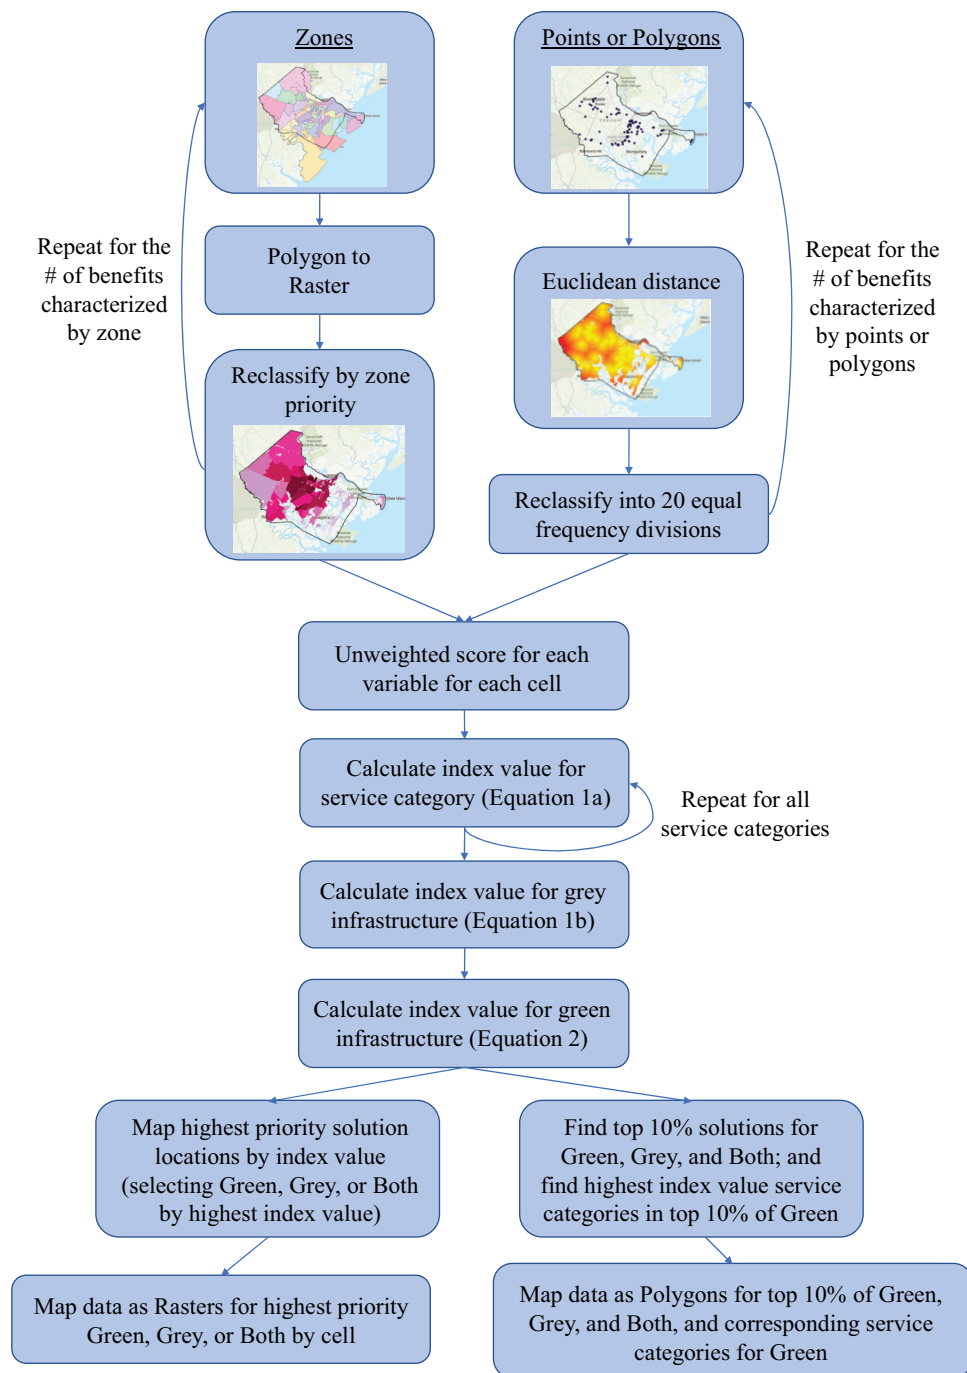 Zones
Points or Polygons
Repeat for the
# of benefits
characterized
by zone
Polygon to
Raster
Euclidean distance
Repeat for the
# of benefits
characterized
by points or
polygons
Reclassify by zone
priority
Reclassify into 20 equal
frequency divisions
Unweighted score for each
variable for each cell
Calculate index value for
service category (Equation 1a)
Repeat for all
service categories
Calculate index value for grey
infrastructure (Equation 1b)
Calculate index value for green
infrastructure (Equation 2)
Map highest priority solution
locations by index value
(selecting Green, Grey, or Both
by highest index value)
Find top 10% solutions for
Green, Grey, and Both; and
find highest index value service
categories in top 10% of Green
Map data as Rasters for highest priority
Green, Grey, or Both by cell
Map data as Polygons for top 10% of Green,
Grey, and Both, and corresponding service
categories for Green